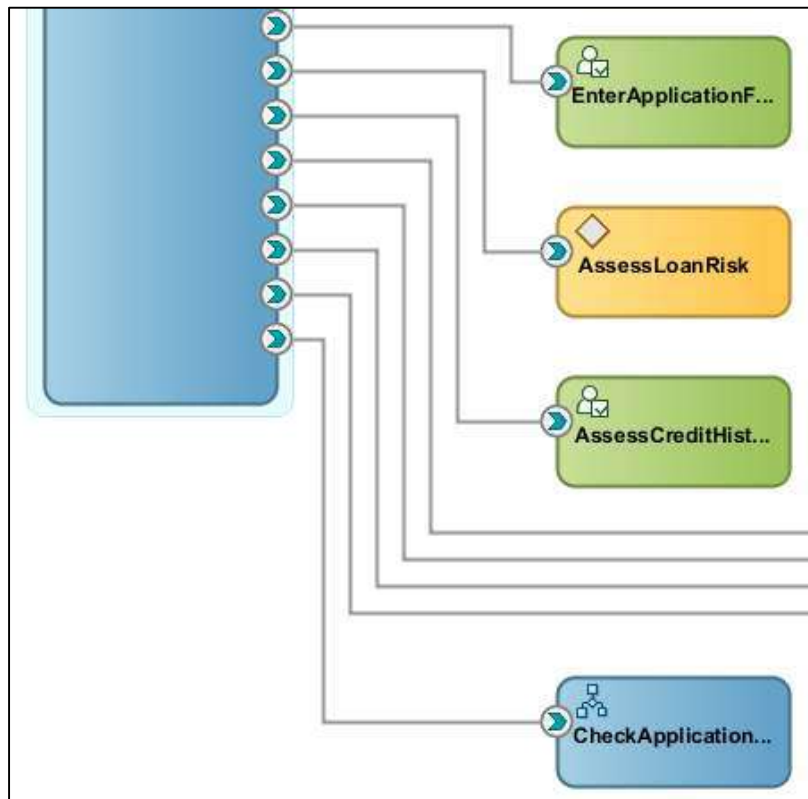 EnterApplicationF...
AssessLoanRisk
AssessCreditHist...
CheckApplication...